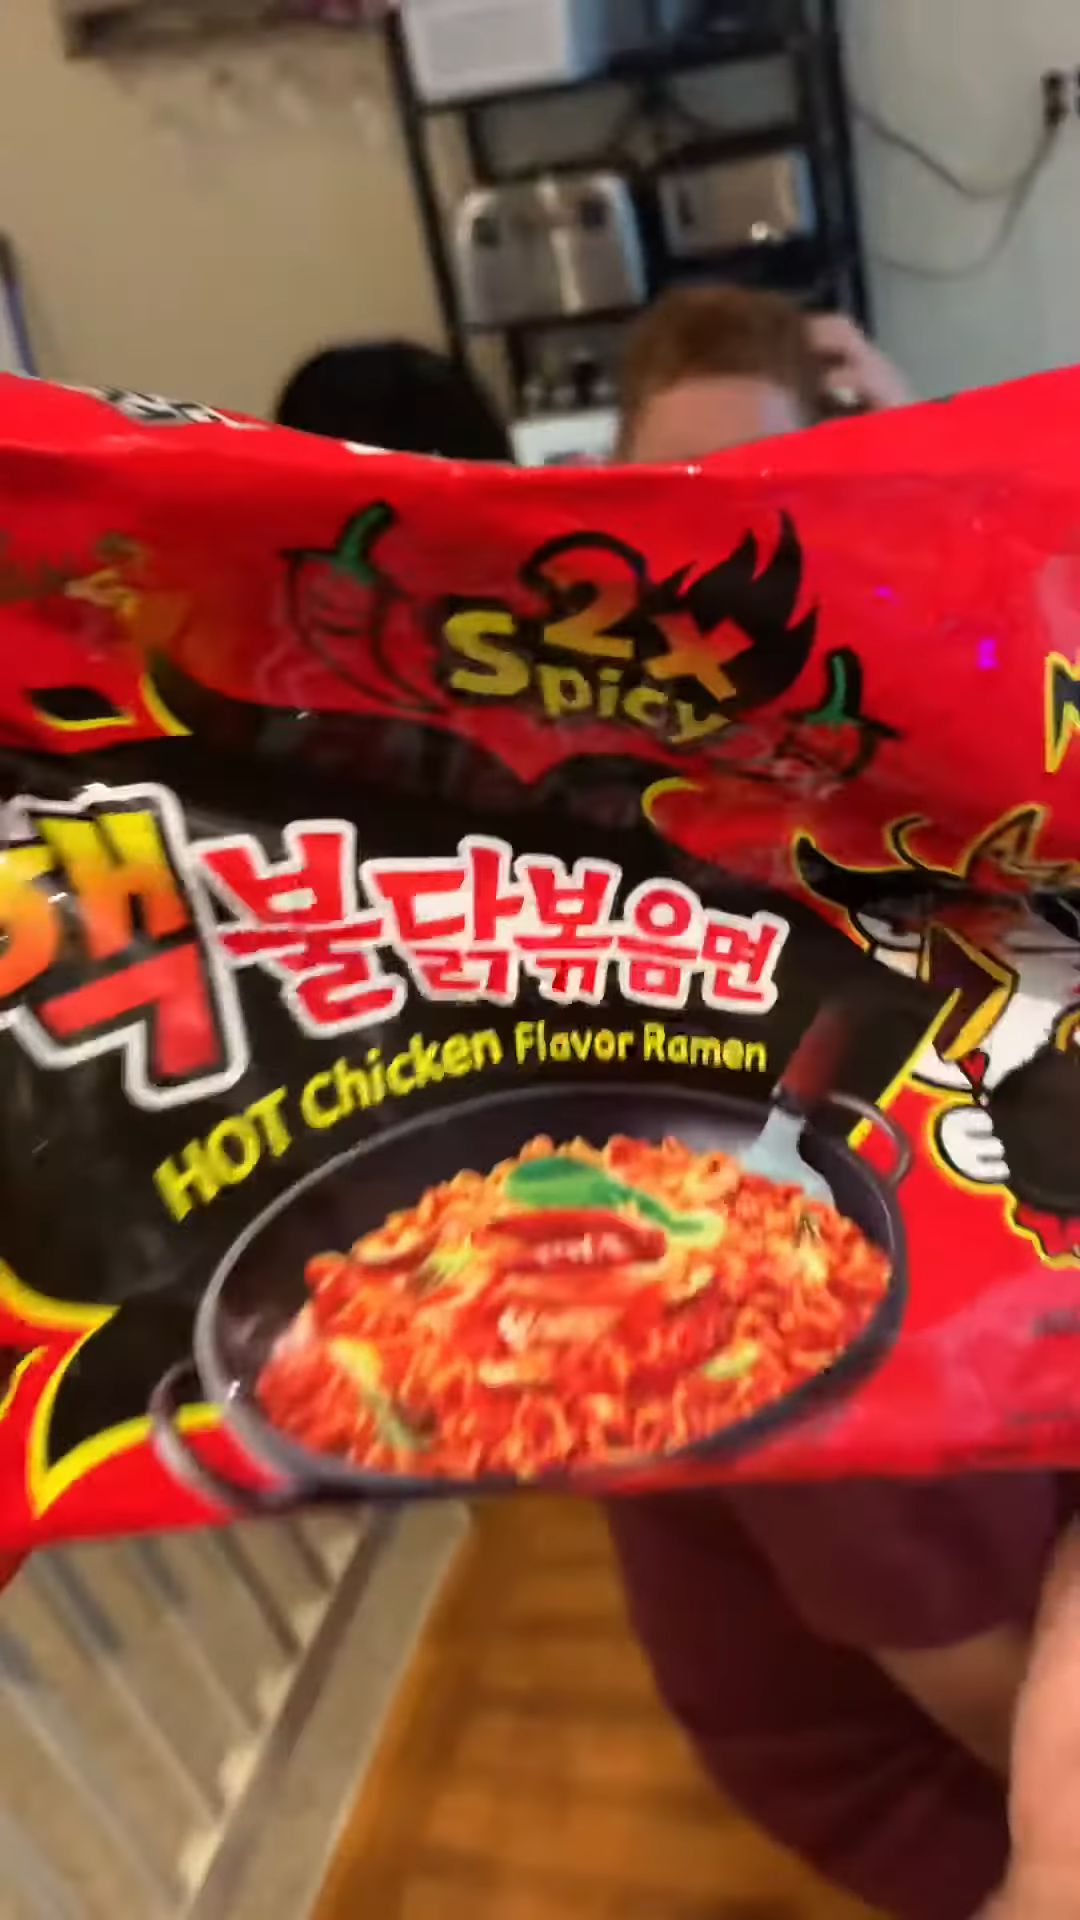 2x
Spicy
핵불닭볶음면
HOT Chicken Flavor Ramen